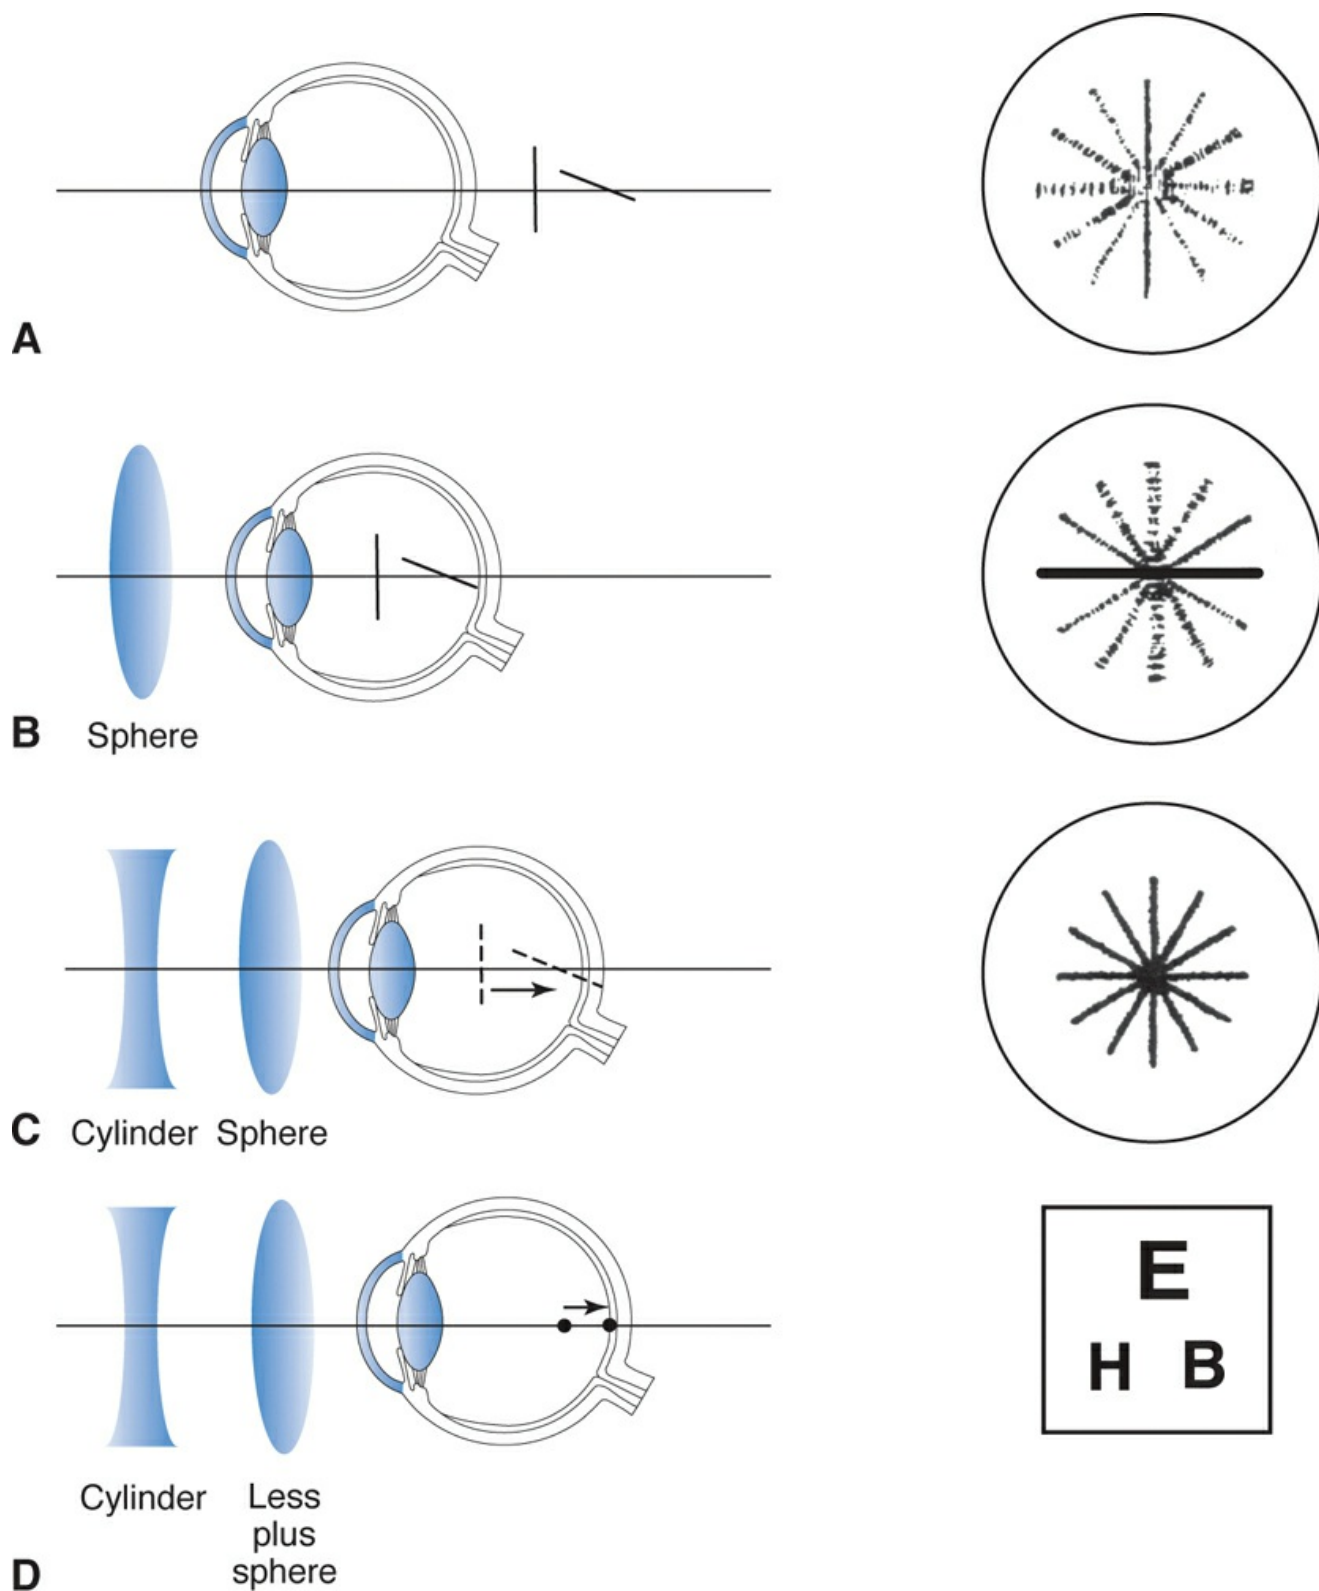 A
B
Sphere
C
Cylinder Sphere
E
H B
Cylinder Less
plus
sphere
D